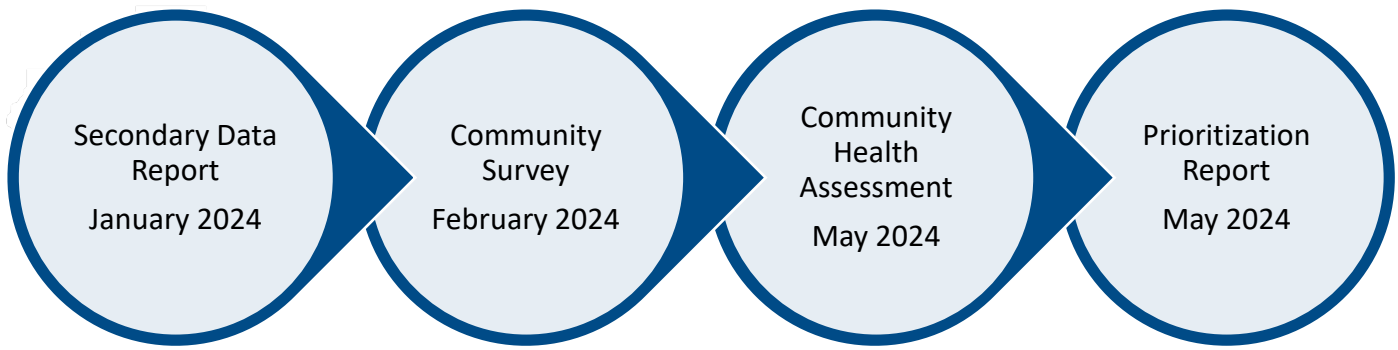 Secondary Data
Report
January 2024
Community
Survey
February 2024
Community
Health
Assessment
May 2024
Prioritization
Report
May 2024